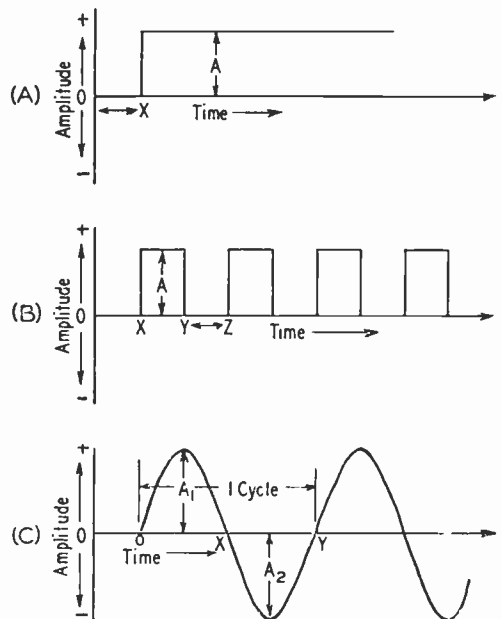 (A)
+
Amplitude
0
-
A
X
Time
(B)
+
Amplitude
0
-
A
X Y Z
Time
(C)
+
Amplitude
0
-
A1
1 Cycle
0
Time
X
Y
A2